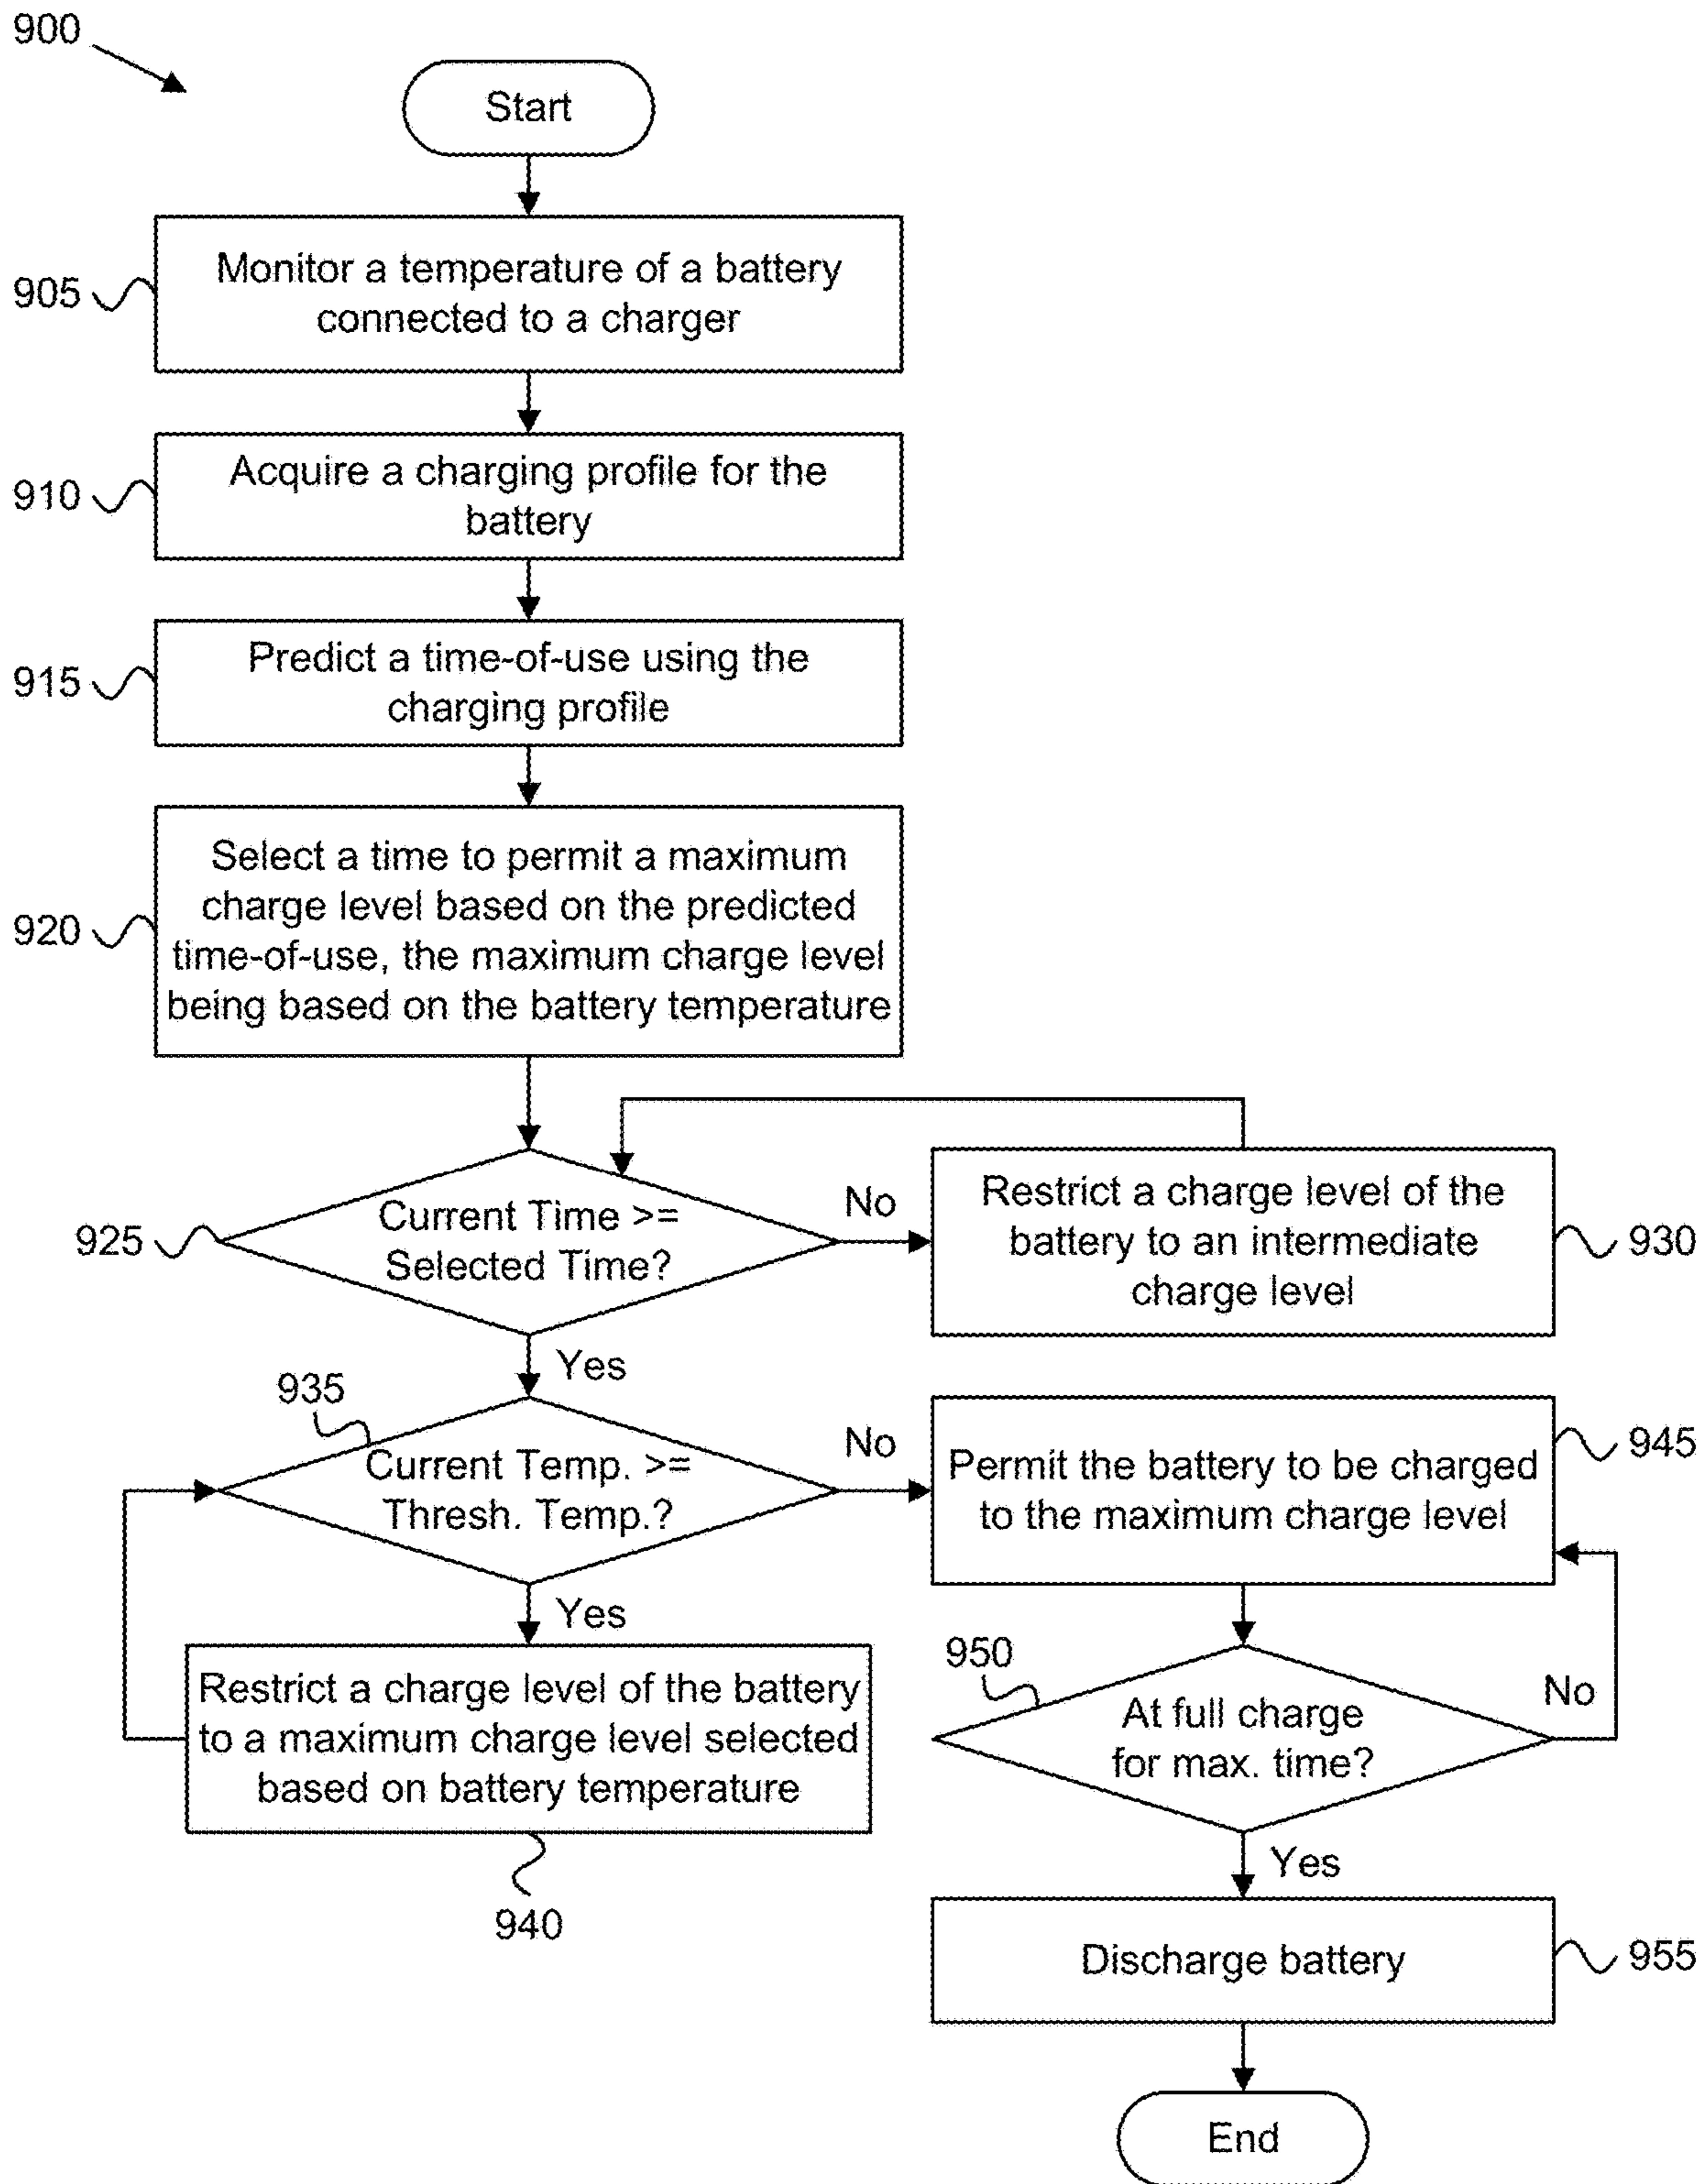 900
Start
905
Monitor a temperature of a battery
connected to a charger
910
Acquire a charging profile for the
battery
915
Predict a time-of-use using the
charging profile
920
Select a time to permit a maximum
charge level based on the predicted
time-of-use, the maximum charge level
being based on the battery temperature
925
Current Time >=
Selected Time?
No
Restrict a charge level of the
battery to an intermediate
charge level
930
Yes
935
Current Temp. >=
Thresh. Temp.?
No
Permit the battery to be charged
to the maximum charge level
945
Yes
Restrict a charge level of the battery
to a maximum charge level selected
based on battery temperature
940
950
At full charge
for max. time?
No
Yes
Discharge battery
955
End